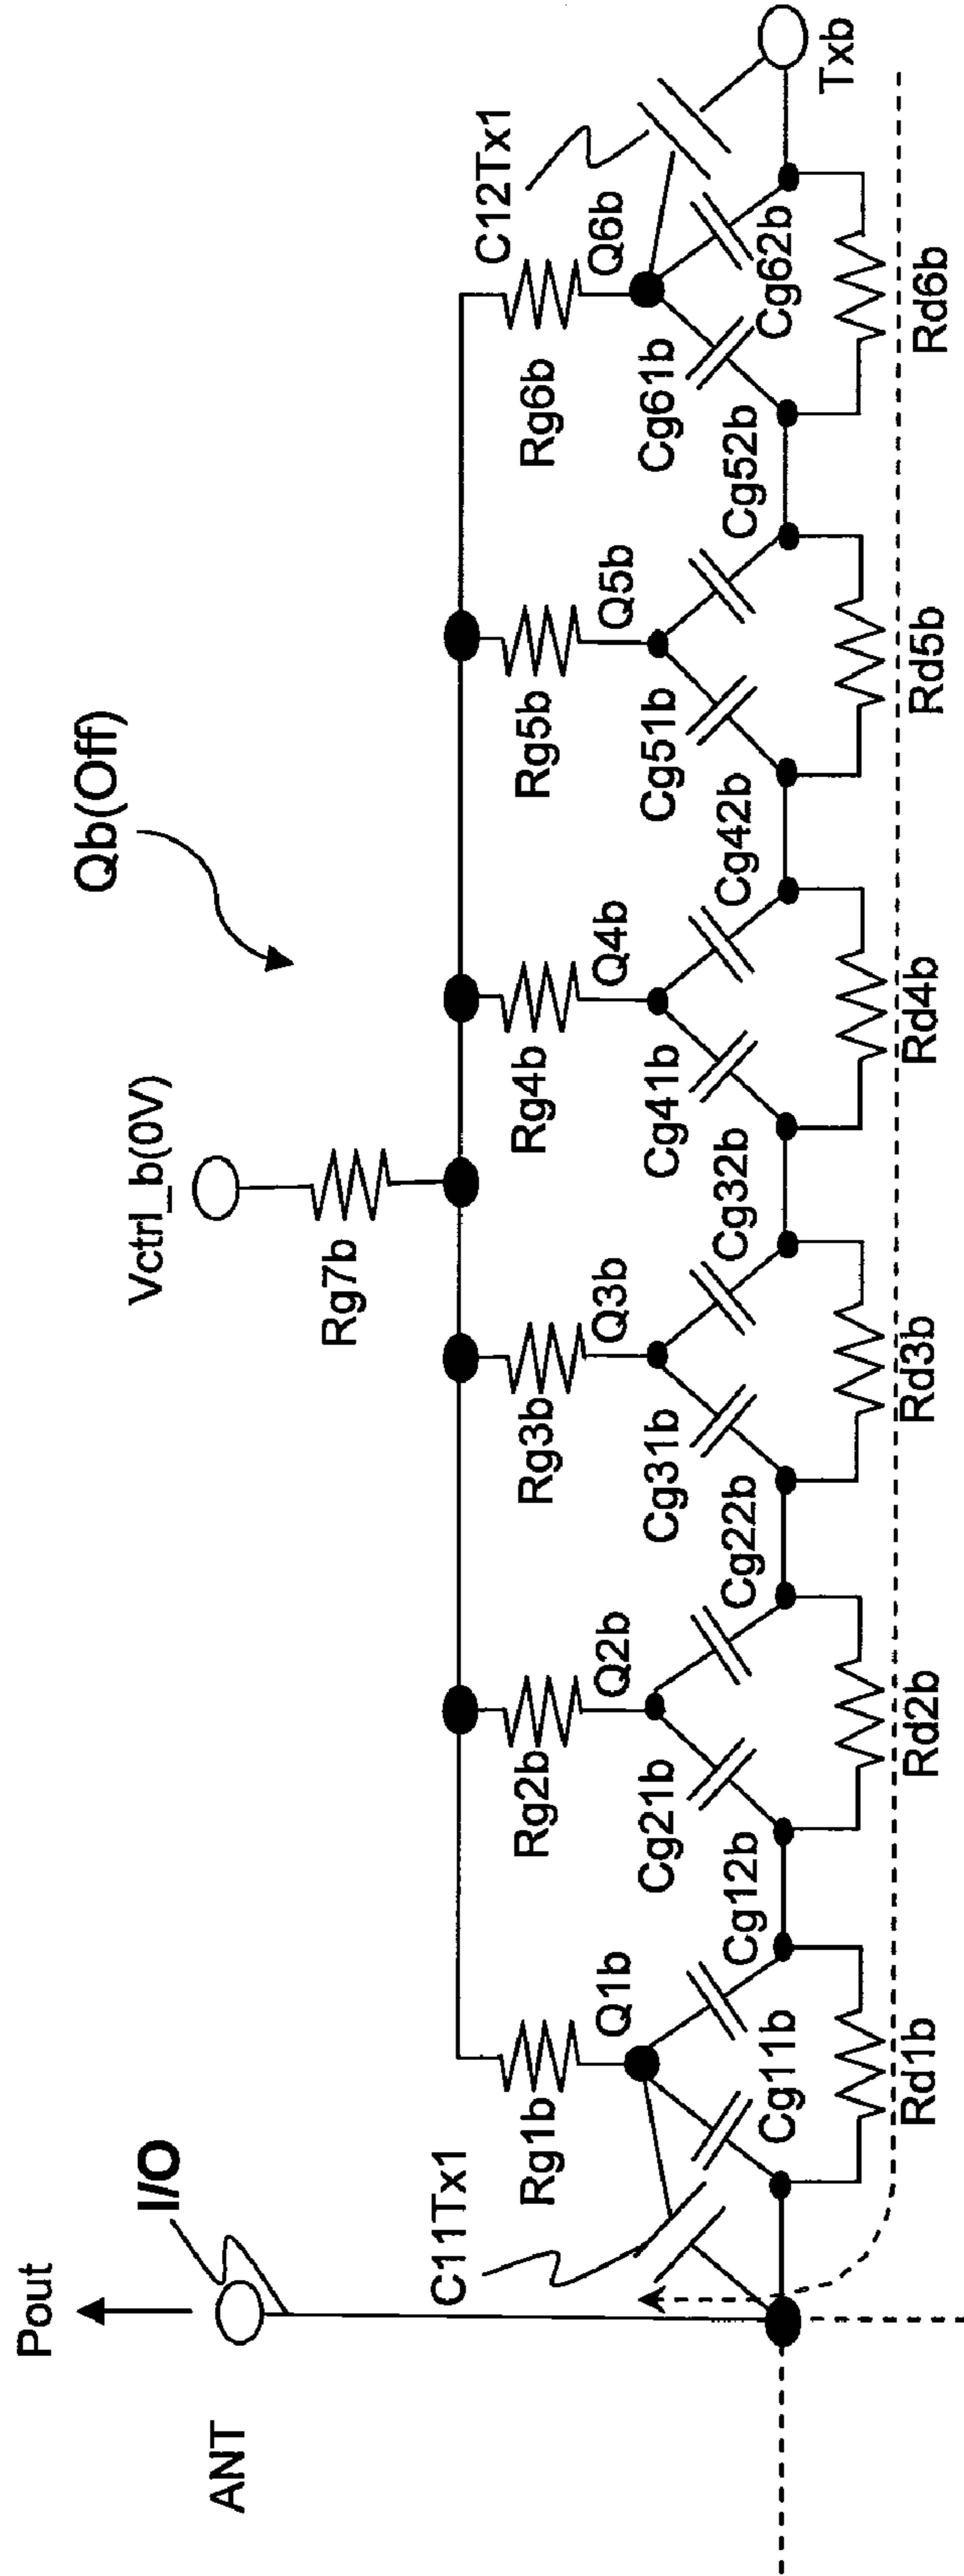 Pout
I/O
ANT
Qb(Off)
Vctrl_b(0V)
Rg7b
C11Tx1
C12Tx1
Rg1b
Rg2b
Rg3b
Rg4b
Rg5b
Rg6b
Q1b
Q2b
Q3b
Q4b
Q5b
Q6b
Cg11b
Cg12b
Cg21b
Cg22b
Cg31b
Cg32b
Cg41b
Cg42b
Cg51b
Cg52b
Cg61b
Cg62b
Rd1b
Rd2b
Rd3b
Rd4b
Rd5b
Rd6b
Txb